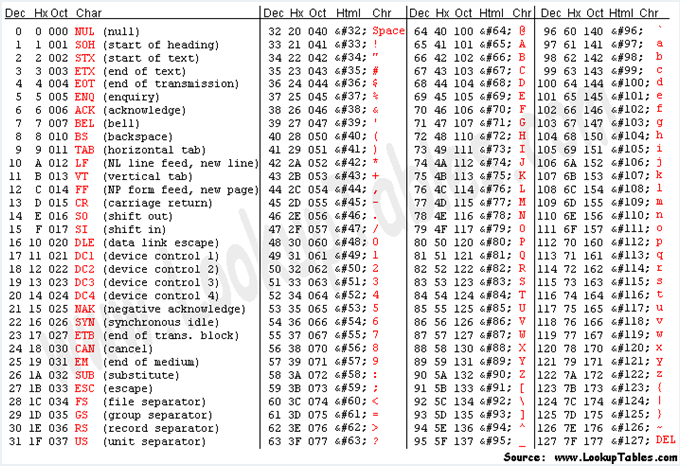 Dec Hx Oct Char Dec Hx Oct Html Chr Dec Hx Oct Html Chr Dec Hx Oct Html Chr
0 0 000 NUL (null) 32 20 040 &#32; Space 64 40 100 &#64; @ 96 60 140 &#96; `
1 1 001 SOH (start of heading) 33 21 041 &#33; ! 65 41 101 &#65; A 97 61 141 &#97; a
2 2 002 STX (start of text) 34 22 042 &#34; " 66 42 102 &#66; B 98 62 142 &#98; b
3 3 003 ETX (end of text) 35 23 043 &#35; # 67 43 103 &#67; C 99 63 143 &#99; c
4 4 004 EOT (end of transmission) 36 24 044 &#36; $ 68 44 104 &#68; D 100 64 144 &#100; d
5 5 005 ENQ (enquiry) 37 25 045 &#37; % 69 45 105 &#69; E 101 65 145 &#101; e
6 6 006 ACK (acknowledge) 38 26 046 &#38; & 70 46 106 &#70; F 102 66 146 &#102; f
7 7 007 BEL (bell) 39 27 047 &#39; ' 71 47 107 &#71; G 103 67 147 &#103; g
8 8 010 BS (backspace) 40 28 050 &#40; ( 72 48 110 &#72; H 104 68 150 &#104; h
9 9 011 TAB (horizontal tab) 41 29 051 &#41; ) 73 49 111 &#73; I 105 69 151 &#105; i
10 A 012 LF (NL line feed, new line) 42 2A 052 &#42; * 74 4A 112 &#74; J 106 6A 152 &#106; j
11 B 013 VT (vertical tab) 43 2B 053 &#43; + 75 4B 113 &#75; K 107 6B 153 &#107; k
12 C 014 FF (NP form feed, new page) 44 2C 054 &#44; , 76 4C 114 &#76; L 108 6C 154 &#108; l
13 D 015 CR (carriage return) 45 2D 055 &#45; - 77 4D 115 &#77; M 109 6D 155 &#109; m
14 E 016 SO (shift out) 46 2E 056 &#46; . 78 4E 116 &#78; N 110 6E 156 &#110; n
15 F 017 SI (shift in) 47 2F 057 &#47; / 79 4F 117 &#79; O 111 6F 157 &#111; o
16 10 020 DLE (data link escape) 48 30 060 &#48; 0 80 50 120 &#80; P 112 70 160 &#112; p
17 11 021 DC1 (device control 1) 49 31 061 &#49; 1 81 51 121 &#81; Q 113 71 161 &#113; q
18 12 022 DC2 (device control 2) 50 32 062 &#50; 2 82 52 122 &#82; R 114 72 162 &#114; r
19 13 023 DC3 (device control 3) 51 33 063 &#51; 3 83 53 123 &#83; S 115 73 163 &#115; s
20 14 024 DC4 (device control 4) 52 34 064 &#52; 4 84 54 124 &#84; T 116 74 164 &#116; t
21 15 025 NAK (negative acknowledge) 53 35 065 &#53; 5 85 55 125 &#85; U 117 75 165 &#117; u
22 16 026 SYN (synchronous idle) 54 36 066 &#54; 6 86 56 126 &#86; V 118 76 166 &#118; v
23 17 027 ETB (end of trans. block) 55 37 067 &#55; 7 87 57 127 &#87; W 119 77 167 &#119; w
24 18 030 CAN (cancel) 56 38 070 &#56; 8 88 58 130 &#88; X 120 78 170 &#120; x
25 19 031 EM (end of medium) 57 39 071 &#57; 9 89 59 131 &#89; Y 121 79 171 &#121; y
26 1A 032 SUB (substitute) 58 3A 072 &#58; : 90 5A 132 &#90; Z 122 7A 172 &#122; z
27 1B 033 ESC (escape) 59 3B 073 &#59; ; 91 5B 133 &#91; [ 123 7B 173 &#123; {
28 1C 034 FS (file separator) 60 3C 074 &#60; < 92 5C 134 &#92; \ 124 7C 174 &#124; |
29 1D 035 GS (group separator) 61 3D 075 &#61; = 93 5D 135 &#93; ] 125 7D 175 &#125; }
30 1E 036 RS (record separator) 62 3E 076 &#62; > 94 5E 136 &#94; ^ 126 7E 176 &#126; ~
31 1F 037 US (unit separator) 63 3F 077 &#63; ? 95 5F 137 &#95; _ 127 7F 177 &#127; DEL
Source: www.LookupTables.com
www.LookupTables.com